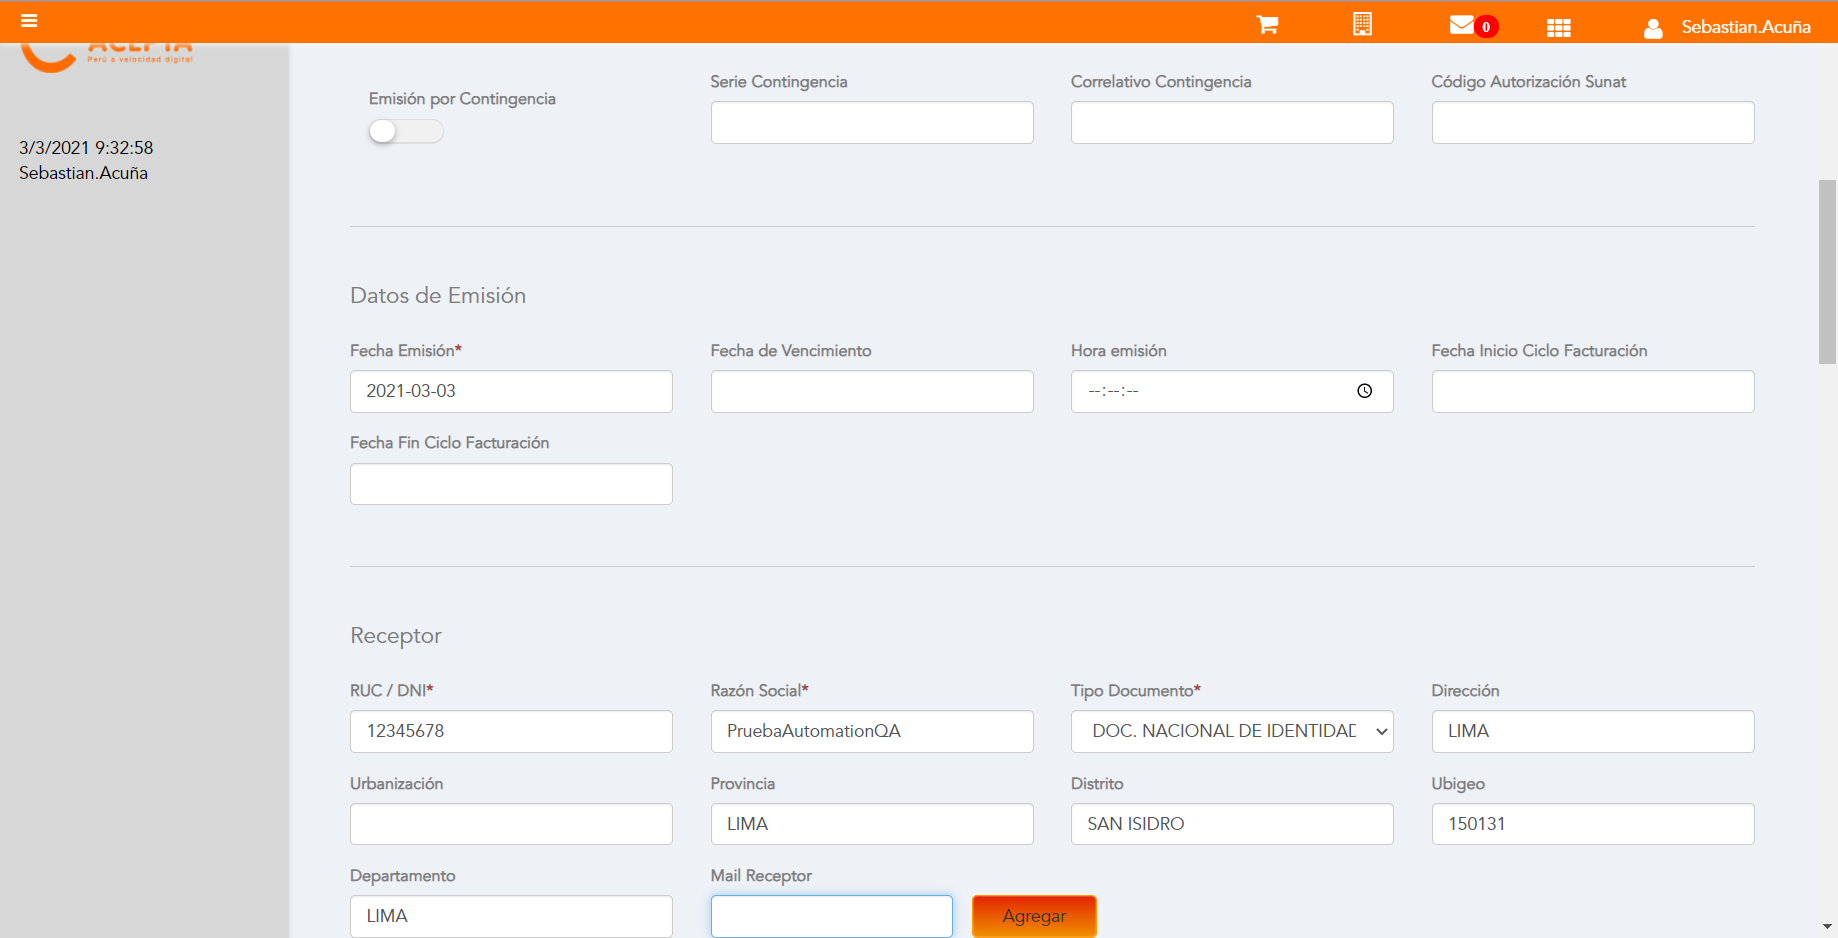 0
Sebastian.Acuña
ACEPTA
Perú a velocidad digital
3/3/2021 9:32:58
Sebastian.Acuña
Emisión por Contingencia
Serie Contingencia
Correlativo Contingencia
Código Autorización Sunat
Datos de Emisión
Fecha Emisión*
Fecha de Vencimiento
Hora emisión
Fecha Inicio Ciclo Facturación
2021-03-03
--:--:--
Fecha Fin Ciclo Facturación
Receptor
RUC / DNI*
Razón Social*
Tipo Documento*
Dirección
12345678
PruebaAutomationQA
DOC. NACIONAL DE IDENTIDAD
LIMA
Urbanización
Provincia
Distrito
Ubigeo
LIMA
SAN ISIDRO
150131
Departamento
Mail Receptor
LIMA
Agregar